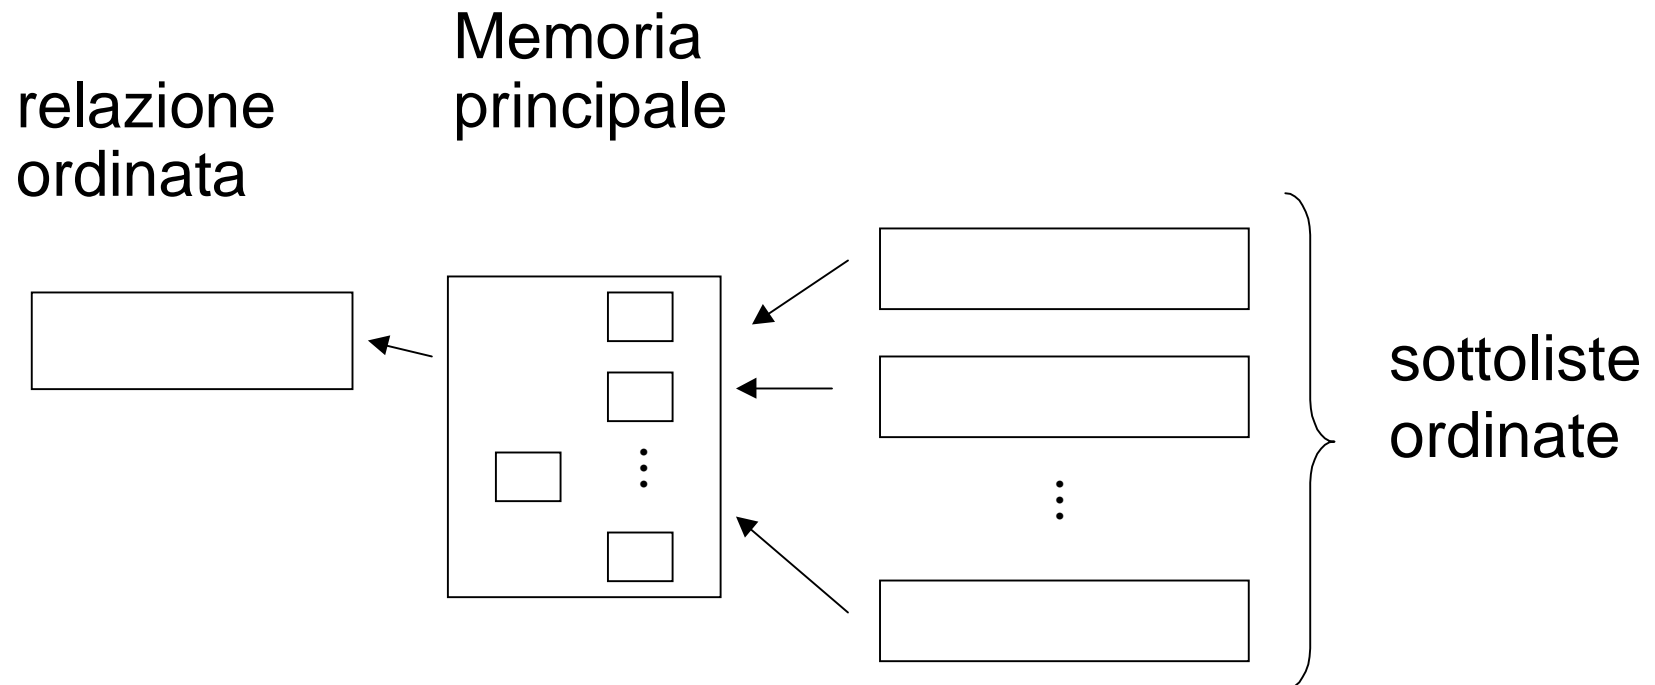 relazione
ordinata
Memoria
principale
sottoliste
ordinate